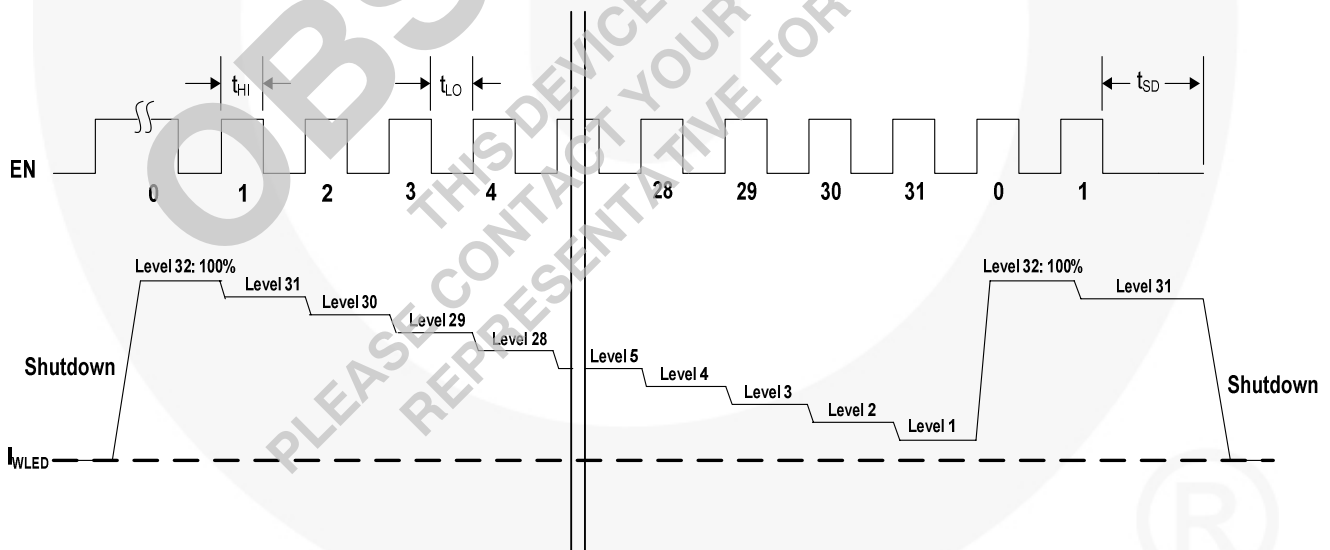 OBS
THIS DEVICE
PLEASE CONTACT YOUR
REPRESENTATIVE FOR
tHI
tLO
tSD
EN
0
1
2
3
4
28
29
30
31
0
1
Level 32: 100%
Level 31
Level 30
Level 29
Level 28
Level 5
Level 4
Level 3
Level 2
Level 1
Level 32: 100%
Level 31
Shutdown
Shutdown
IWLED
®